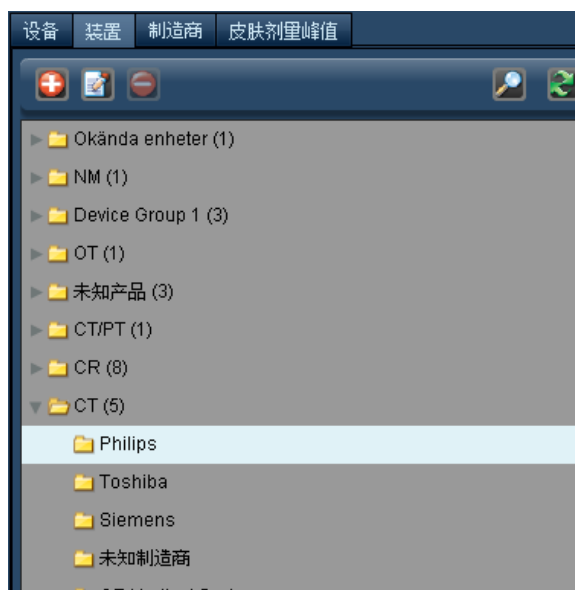 设备 装置 制造商 皮肤剂里峰值
Okända enheter (1)
NM (1)
Device Group 1 (3)
OT (1)
未知产品 (3)
CT/PT (1)
CR (8)
CT (5)
Philips
Toshiba
Siemens
未知制造商